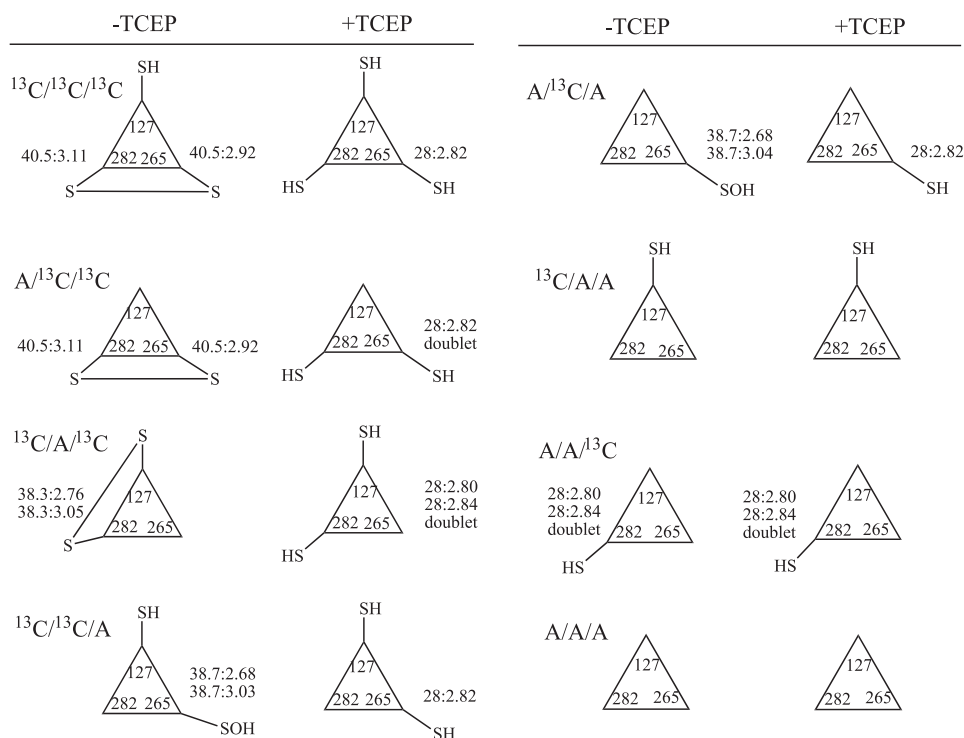 -TCEP +TCEP
¹³C/¹³C/¹³C
SH
127
282 265
40.5:3.11
40.5:2.92
S
S
SH
127
282 265
28:2.82
HS
SH
A/¹³C/¹³C
127
282 265
40.5:3.11
40.5:2.92
S
S
127
282 265
28:2.82
doublet
HS
SH
¹³C/A/¹³C
S
38.3:2.76
38.3:3.05
127
282 265
S
SH
127
282 265
28:2.80
28:2.84
doublet
HS
¹³C/¹³C/A
SH
127
282 265
38.7:2.68
38.7:3.03
SOH
SH
127
282 265
28:2.82
SH
-TCEP +TCEP
A/¹³C/A
127
282 265
38.7:2.68
38.7:3.04
SOH
127
282 265
28:2.82
SH
¹³C/A/A
SH
127
282 265
SH
127
282 265
A/A/¹³C
28:2.80
28:2.84
doublet
127
282 265
HS
28:2.80
28:2.84
doublet
127
282 265
HS
A/A/A
127
282 265
127
282 265